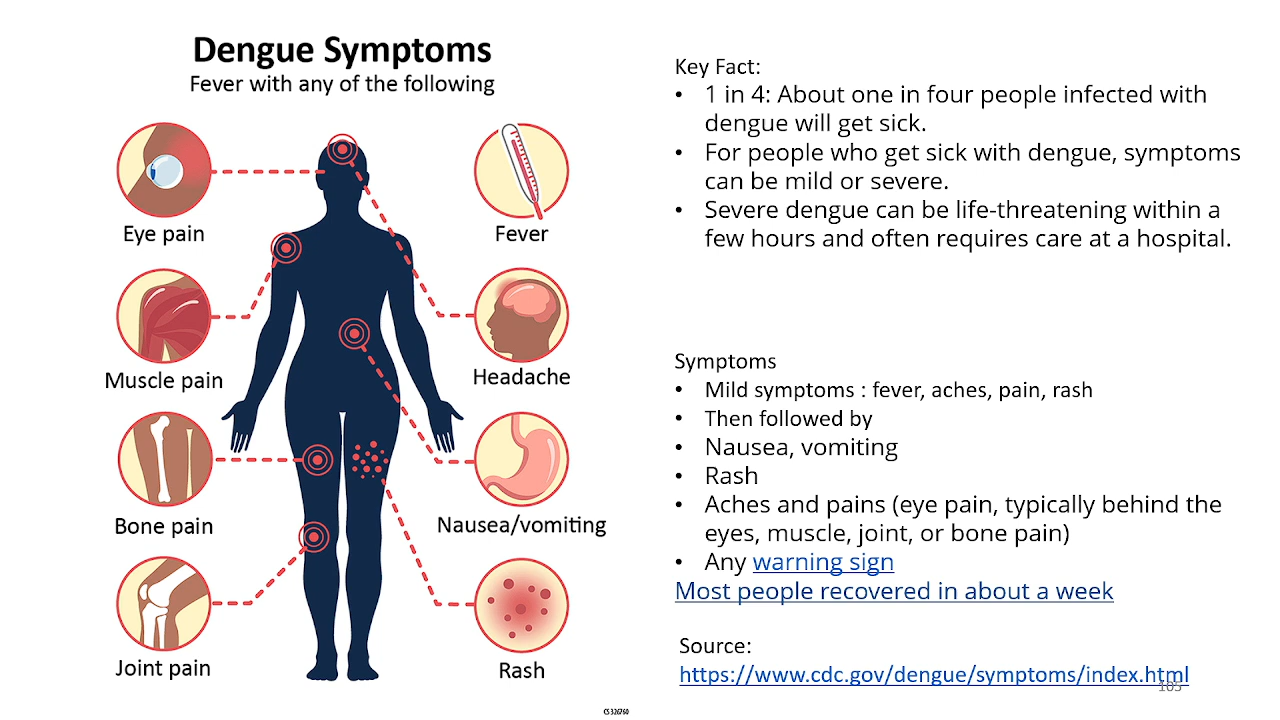 Dengue Symptoms
Fever with any of the following
Eye pain
Fever
Muscle pain
Headache
Bone pain
Nausea/vomiting
Joint pain
Rash
CS 326760
Key Fact:
• 1 in 4: About one in four people infected with
dengue will get sick.
• For people who get sick with dengue, symptoms
can be mild or severe.
• Severe dengue can be life-threatening within a
few hours and often requires care at a hospital.
Symptoms
• Mild symptoms : fever, aches, pain, rash
• Then followed by
• Nausea, vomiting
• Rash
• Aches and pains (eye pain, typically behind the
eyes, muscle, joint, or bone pain)
• Any warning sign
Most people recovered in about a week
Source:
https://www.cdc.gov/dengue/symptoms/index.html
105